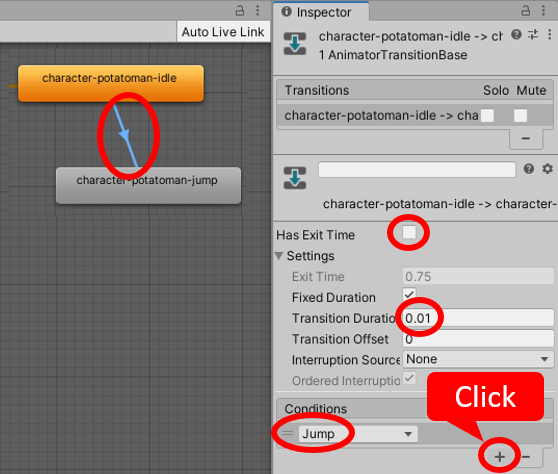 Auto Live Link
character-potatoman-idle
character-potatoman-jump
Inspector
character-potatoman-idle -> ch
1 AnimatorTransitionBase
Transitions Solo Mute
character-potatoman-idle -> cha
character-potatoman-idle -> character-
Has Exit Time
Settings
Exit Time 0.75
Fixed Duration
Transition Duratio 0.01
Transition Offset 0
Interruption Source None
Ordered Interruptio
Click
Conditions
Jump